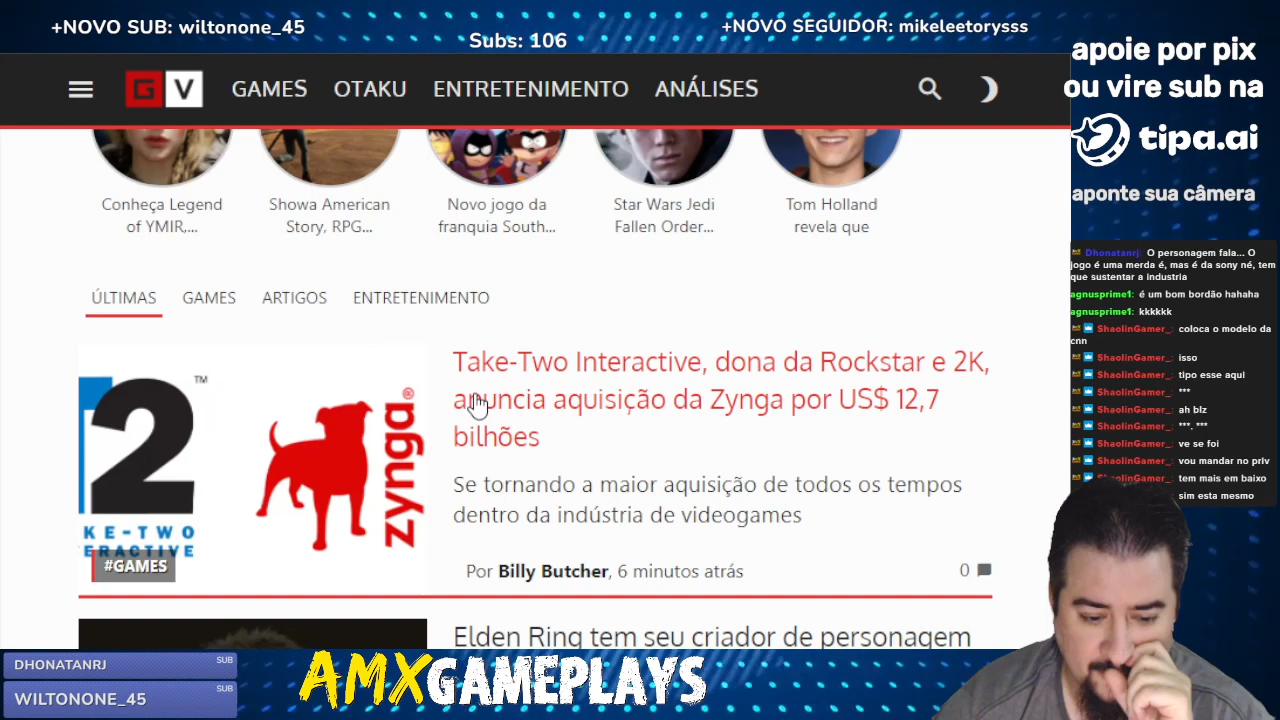 +NOVO SUB: wiltonone_45
Subs: 106
+NOVO SEGUIDOR: mikeleetorysss
apoie por pix
ou vire sub na
tipa.ai
aponte sua câmera
G V
GAMES
OTAKU
ENTRETENIMENTO
ANÁLISES
Conheça Legend
of YMIR,...
Showa American
Story, RPG...
Novo jogo da
franquia South...
Star Wars Jedi
Fallen Order...
Tom Holland
revela que
ÚLTIMAS
GAMES
ARTIGOS
ENTRETENIMENTO
2 TM
KE-TWO
ERACTIVE
zynga®
#GAMES
Take-Two Interactive, dona da Rockstar e 2K,
anuncia aquisição da Zynga por US$ 12,7
bilhões
Se tornando a maior aquisição de todos os tempos
dentro da indústria de videogames
Por Billy Butcher, 6 minutos atrás
0
Elden Ring tem seu criador de personagem
Dhonatanrj: O personagem fala... O
jogo é uma merda é, mas é da sony né, tem
que sustentar a industria
agnusprime1: é um bom bordão hahaha
agnusprime1: kkkkkk
ShaolinGamer_: coloca o modelo da
cnn
ShaolinGamer_: isso
ShaolinGamer_: tipo esse aqui
ShaolinGamer_: ***
ShaolinGamer_: ah blz
ShaolinGamer_: ***. ***
ShaolinGamer_: ve se foi
ShaolinGamer_: vou mandar no priv
ShaolinGamer_: tem mais em baixo
sim esta mesmo
DHONATANRJ SUB
WILTONONE_45 SUB
AMXGAMEPLAYS